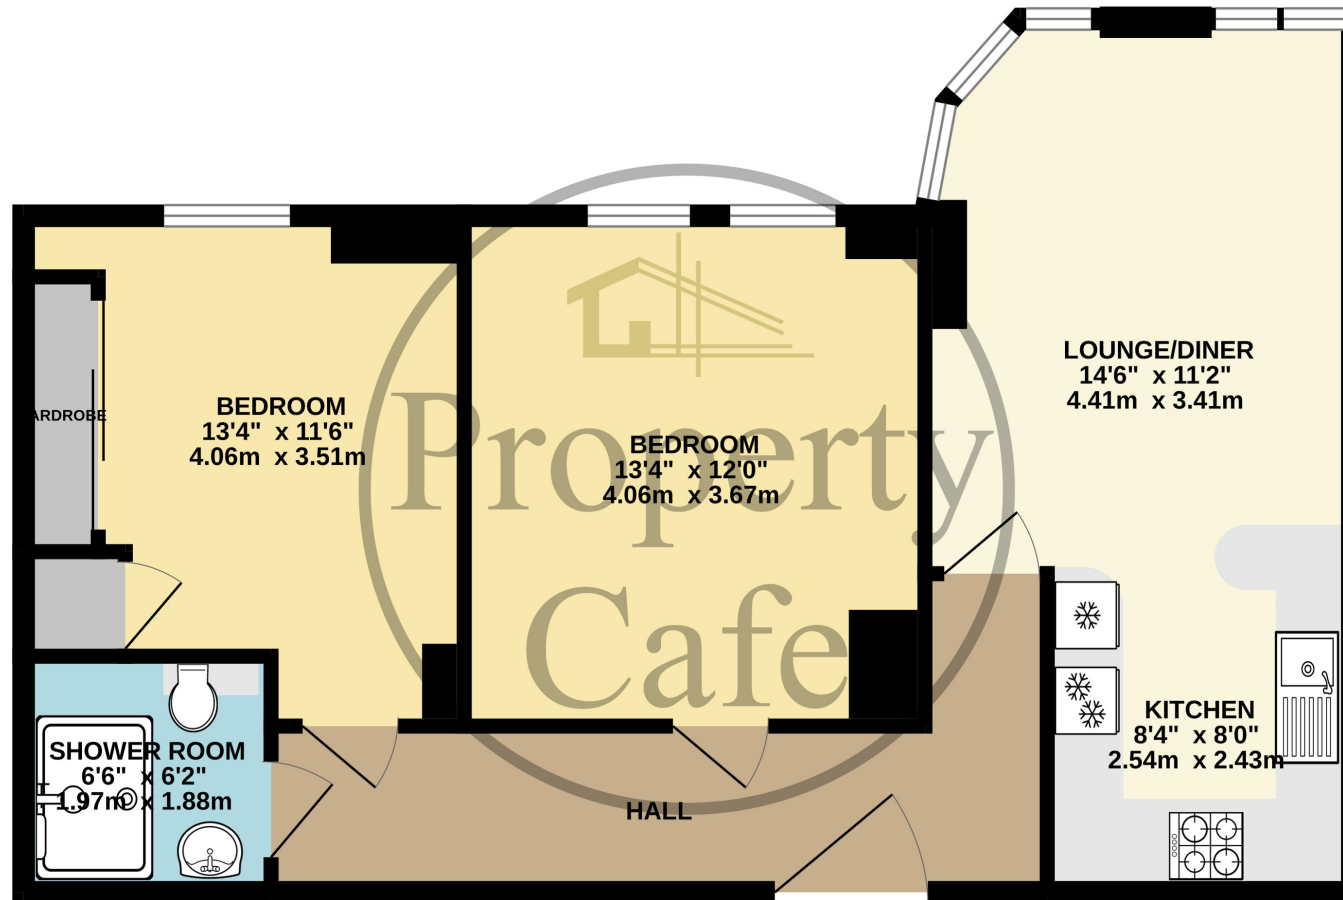 LOUNGE/DINER
14'6" x 11'2"
4.41m x 3.41m
BEDROOM
13'4" x 11'6"
4.06m x 3.51m
ARDROBE
BEDROOM
13'4" x 12'0"
4.06m x 3.67m
Property
Cafe
KITCHEN
8'4" x 8'0"
2.54m x 2.43m
SHOWER ROOM
6'6" x 6'2"
1.97m x 1.88m
HALL